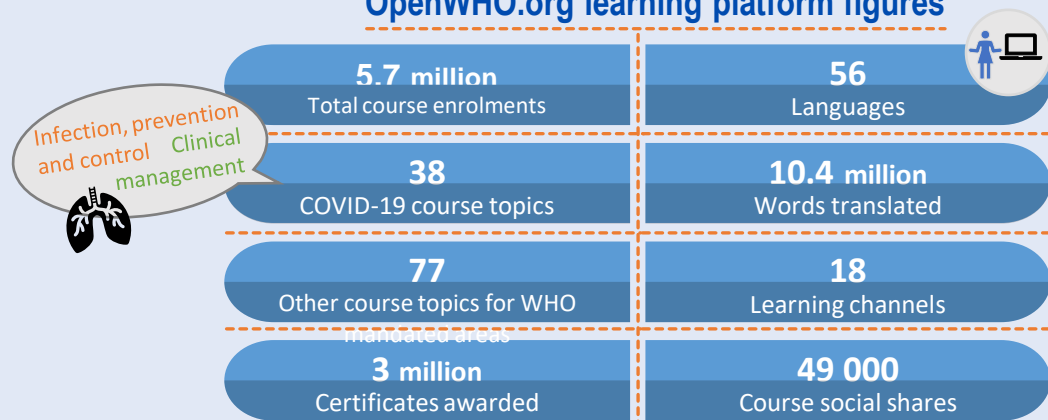 OpenWHO.org learning platform figures
5.7 million
Total course enrolments
56
Languages
Infection, prevention
and control Clinical
management
38
COVID-19 course topics
10.4 million
Words translated
77
Other course topics for WHO
mandated areas
18
Learning channels
3 million
Certificates awarded
49 000
Course social shares